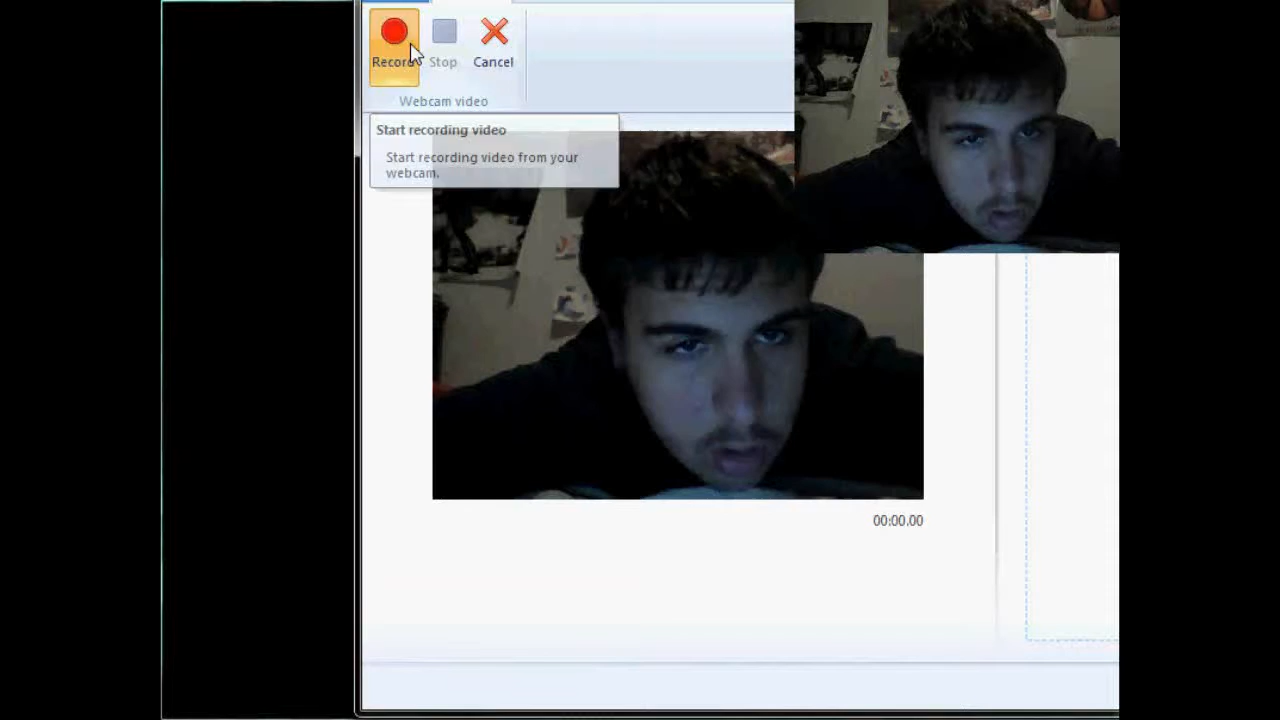 Record Stop Cancel
Webcam video
Start recording video
Start recording video from your
webcam.
00:00.00